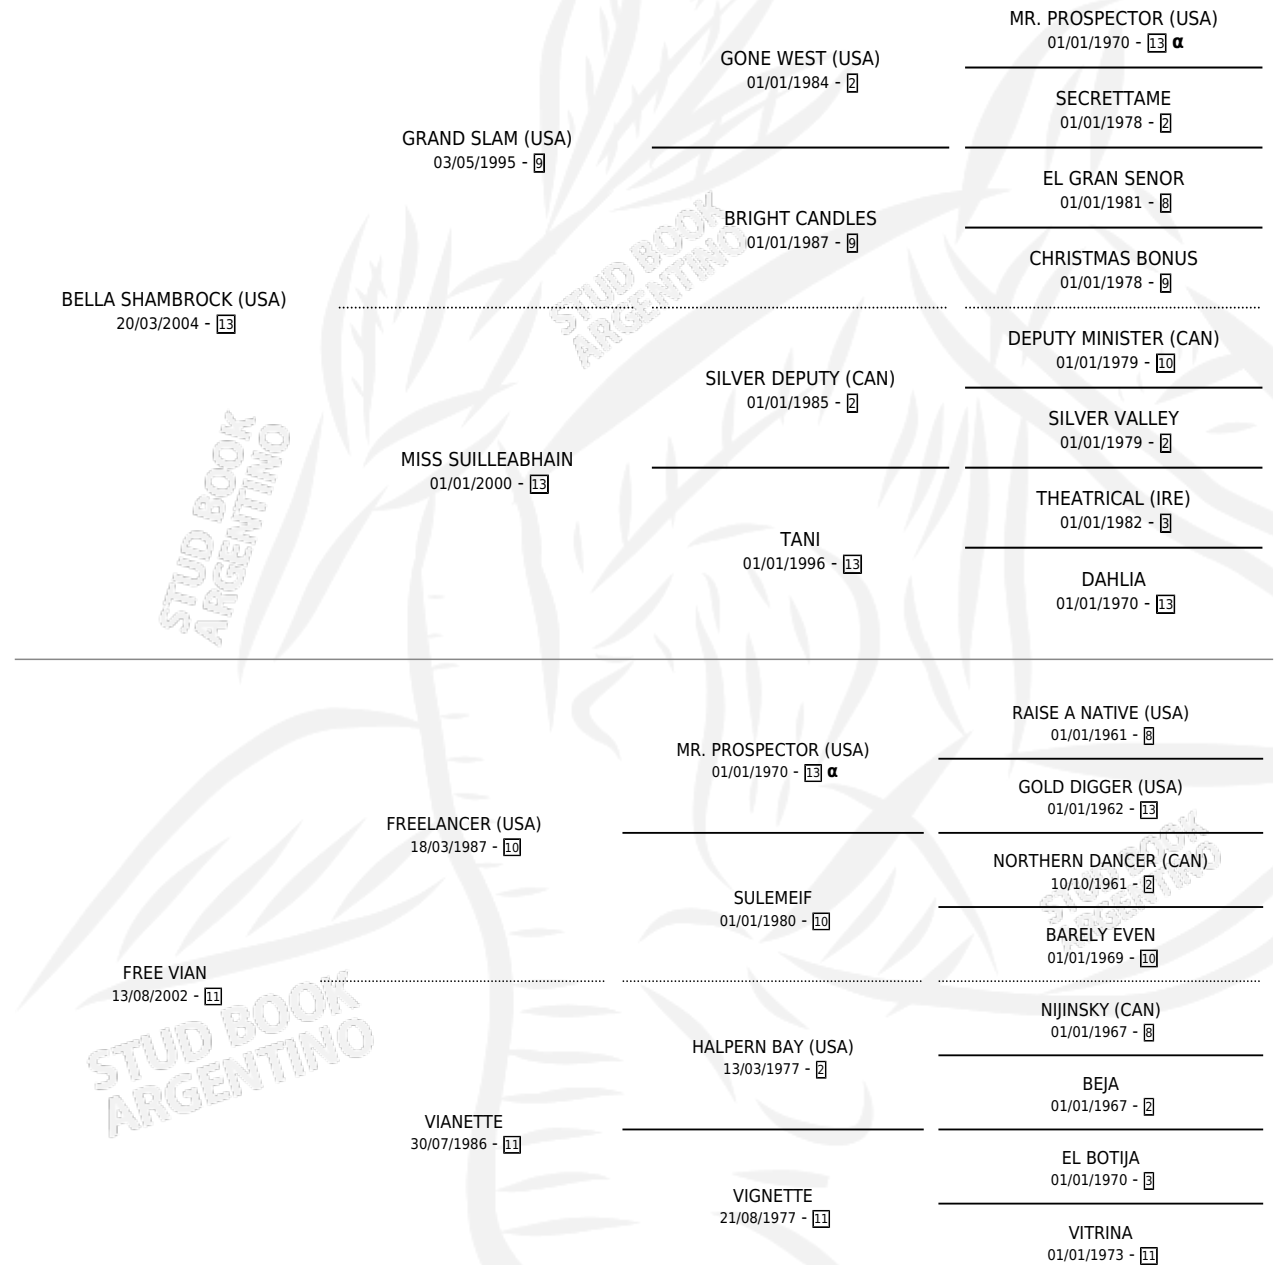 MR. PROSPECTOR (USA)
01/01/1970 - 13 α
GONE WEST (USA)
01/01/1984 - 2
SECRETTAME
01/01/1978 - 2
GRAND SLAM (USA)
03/05/1995 - 9
EL GRAN SENOR
01/01/1981 - 8
BRIGHT CANDLES
01/01/1987 - 9
CHRISTMAS BONUS
01/01/1978 - 9
BELLA SHAMBROCK (USA)
20/03/2004 - 13
DEPUTY MINISTER (CAN)
01/01/1979 - 10
SILVER DEPUTY (CAN)
01/01/1985 - 2
SILVER VALLEY
01/01/1979 - 2
MISS SUILLEABHAIN
01/01/2000 - 13
THEATRICAL (IRE)
01/01/1982 - 3
TANI
01/01/1996 - 13
DAHLIA
01/01/1970 - 13
RAISE A NATIVE (USA)
01/01/1961 - 8
MR. PROSPECTOR (USA)
01/01/1970 - 13 α
GOLD DIGGER (USA)
01/01/1962 - 13
FREELANCER (USA)
18/03/1987 - 10
NORTHERN DANCER (CAN)
10/10/1961 - 2
SULEMEIF
01/01/1980 - 10
BARELY EVEN
01/01/1969 - 10
FREE VIAN
13/08/2002 - 11
NIJINSKY (CAN)
01/01/1967 - 8
HALPERN BAY (USA)
13/03/1977 - 2
BEJA
01/01/1967 - 2
VIANETTE
30/07/1986 - 11
EL BOTIJA
01/01/1970 - 3
VIGNETTE
21/08/1977 - 11
VITRINA
01/01/1973 - 11
STUD BOOK
ARGENTINO
STUD BOOK
ARGENTINO
STUD BOOK
ARGENTINO
STUD BOOK
ARGENTINO